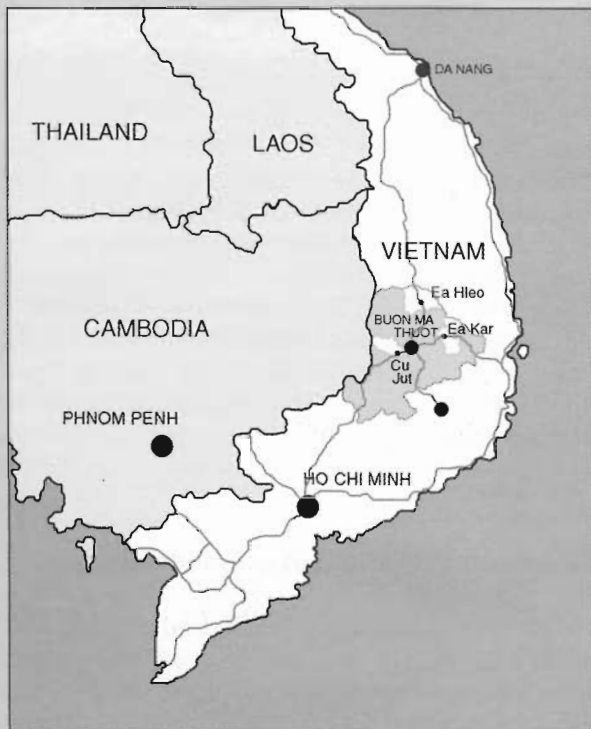 DA NANG
THAILAND
LAOS
VIETNAM
Ea Hleo
BUON MA
THUOT
Ea Kar
CAMBODIA
Cu
Jut
PHNOM PENH
HO CHI MINH